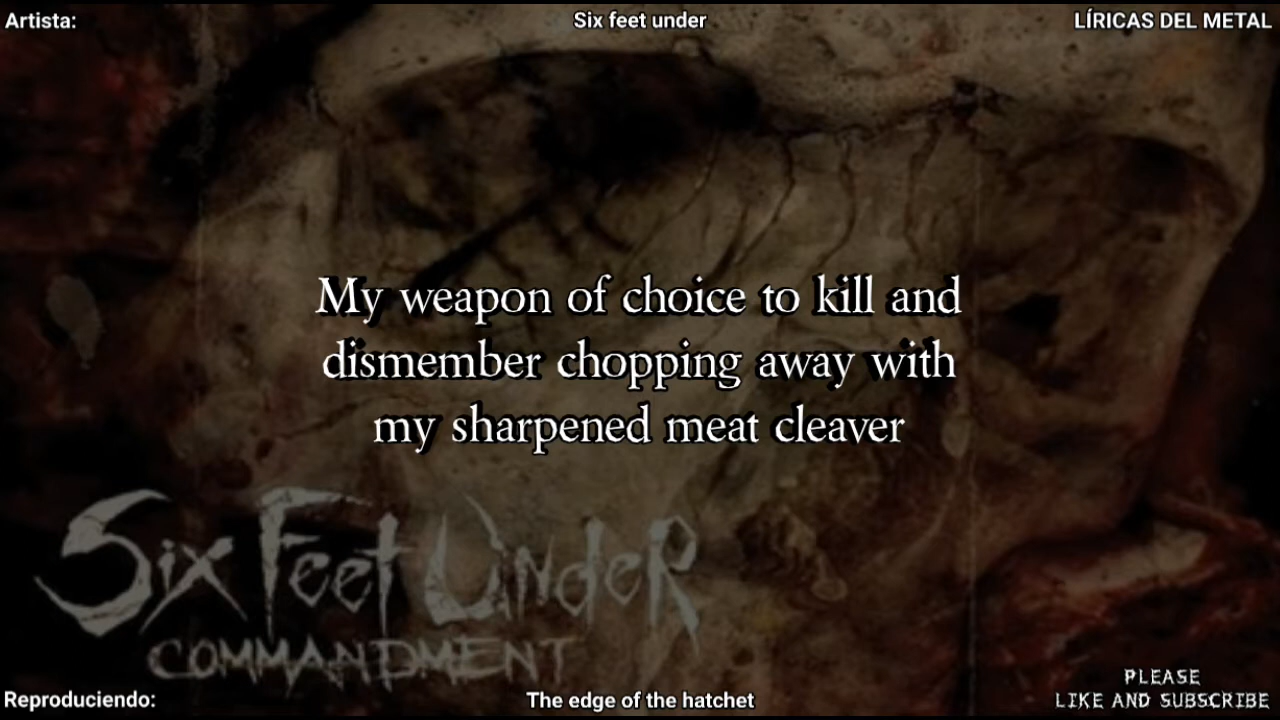 Artista:
Six feet under
LÍRICAS DEL METAL
My weapon of choice to kill and
dismember chopping away with
my sharpened meat cleaver
Six Feet Under
COMMANDMENT
Reproduciendo:
The edge of the hatchet
PLEASE
LIKE AND SUBSCRIBE